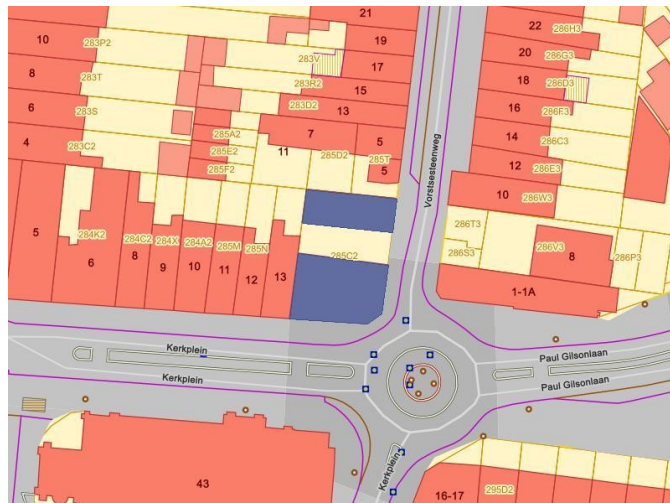 21
22
286H3
10
283P2
19
20
286G3
283V
17
8
283T
18
286D3
283R2
15
16
286F3
6
283S
283D2
13
285A2
7
5
14
286C3
4
283C2
285E2
11
285D2
285T
12
286E3
285F2
5
10
286W3
Vorstsesteenweg
286T3
5
284K2
284C2
284X
284A2
285M
285N
285C2
286S3
286V3
8
286P3
6
8
9
10
11
12
13
1-1A
Kerkplein
Paul Gilsonlaan
Kerkplein
Paul Gilsonlaan
Kerkplein
43
16-17
295D2